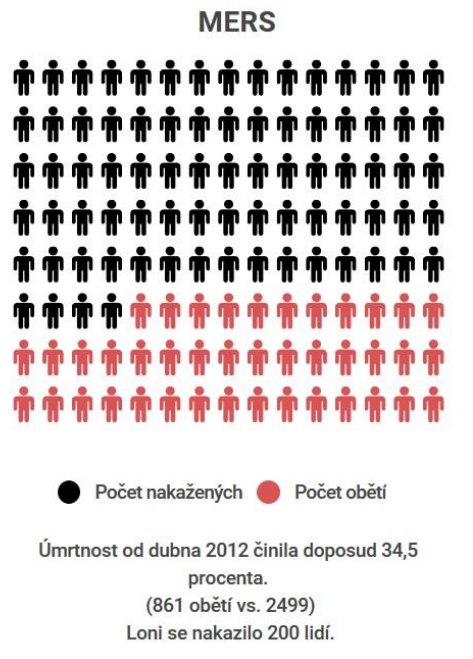 MERS
Počet nakažených
Počet obětí
Úmrtnost od dubna 2012 činila doposud 34,5
procenta.
(861 obětí vs. 2499)
Loni se nakazilo 200 lidí.